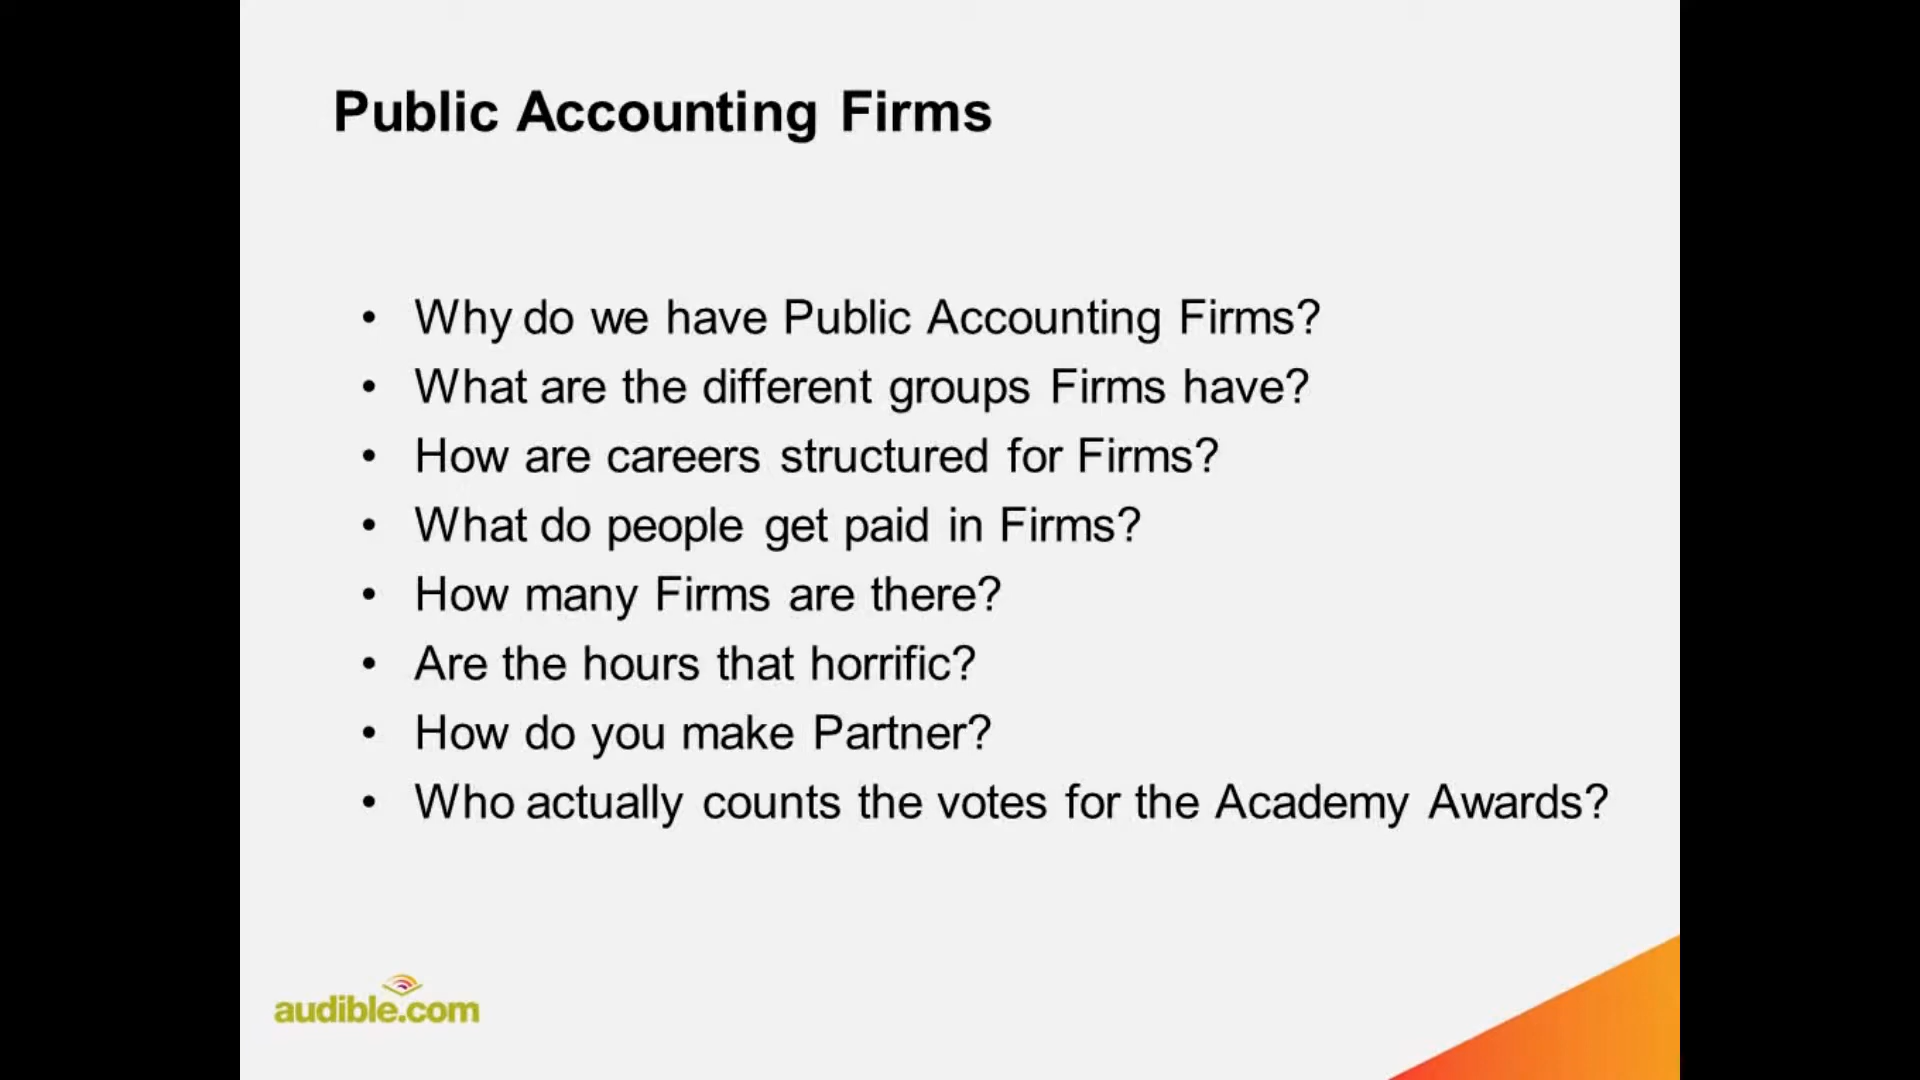 Public Accounting Firms
• Why do we have Public Accounting Firms?
• What are the different groups Firms have?
• How are careers structured for Firms?
• What do people get paid in Firms?
• How many Firms are there?
• Are the hours that horrific?
• How do you make Partner?
• Who actually counts the votes for the Academy Awards?
audible.com